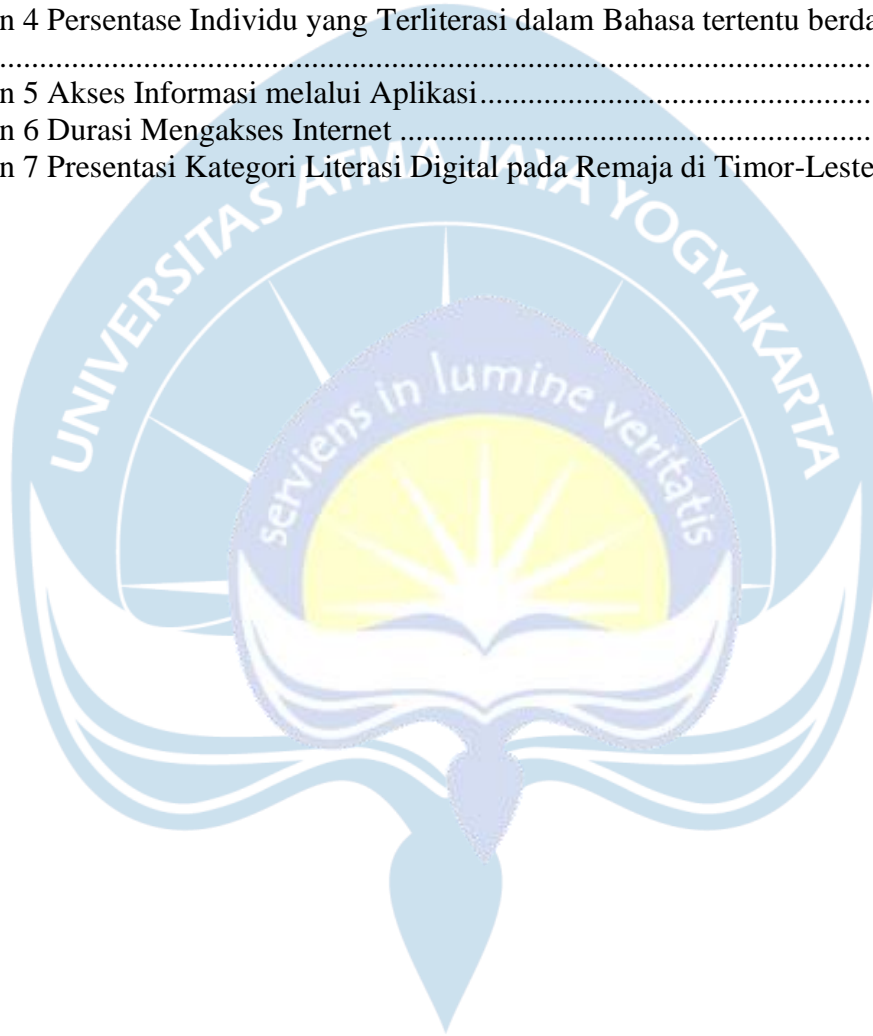 n 4 Persentase Individu yang Terliterasi dalam Bahasa tertentu berda
................................................................................................................
n 5 Akses Informasi melalui Aplikasi.....................................................
n 6 Durasi Mengakses Internet ................................................................
n 7 Presentasi Kategori Literasi Digital pada Remaja di Timor-Leste
UNIVERSITAS ATMA JAYA YOGYAKARTA
serviens in lumine veritatis